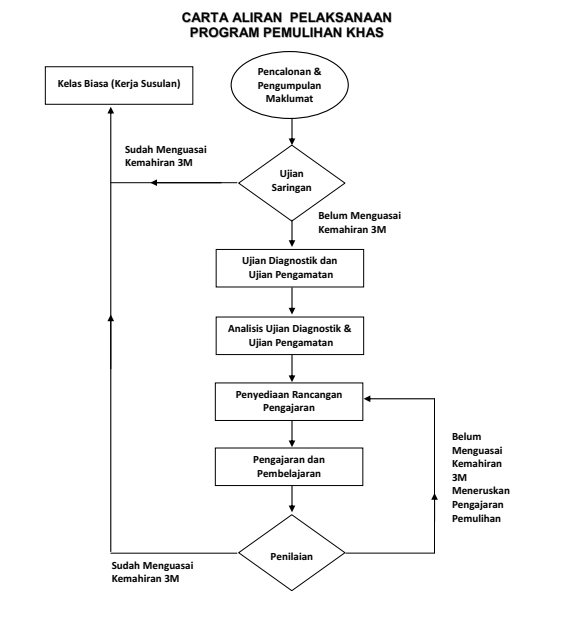 CARTA ALIRAN PELAKSANAAN
PROGRAM PEMULIHAN KHAS
Kelas Biasa (Kerja Susulan)
Pencalonan &
Pengumpulan
Maklumat
Sudah Menguasai
Kemahiran 3M
Ujian
Saringan
Belum Menguasai
Kemahiran 3M
Ujian Diagnostik dan
Ujian Pengamatan
Analisis Ujian Diagnostik &
Ujian Pengamatan
Penyediaan Rancangan
Pengajaran
Pengajaran dan
Pembelajaran
Belum
Menguasai
Kemahiran
3M
Meneruskan
Pengajaran
Pemulihan
Penilaian
Sudah Menguasai
Kemahiran 3M